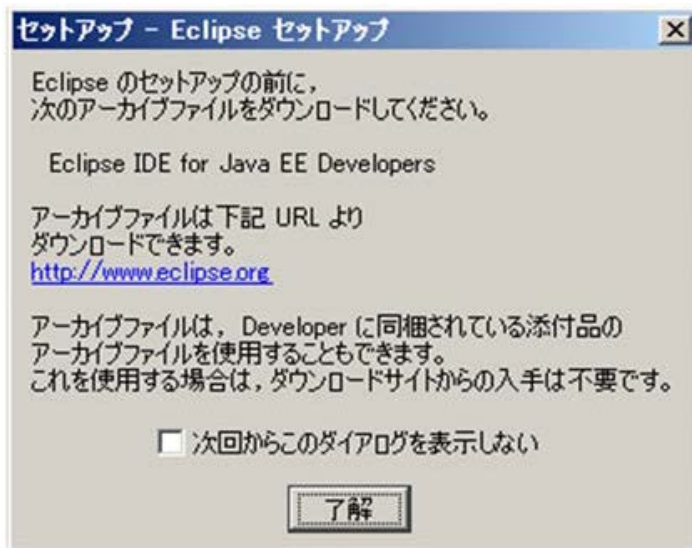 セットアップ - Eclipse セットアップ
Eclipse のセットアップの前に，
次のアーカイブファイルをダウンロードしてください。
Eclipse IDE for Java EE Developers
アーカイブファイルは下記 URL より
ダウンロードできます。
http://www.eclipse.org
アーカイブファイルは，Developer に同梱されている添付品の
アーカイブファイルを使用することもできます。
これを使用する場合は，ダウンロードサイトからの入手は不要です。
次回からこのダイアログを表示しない
了解